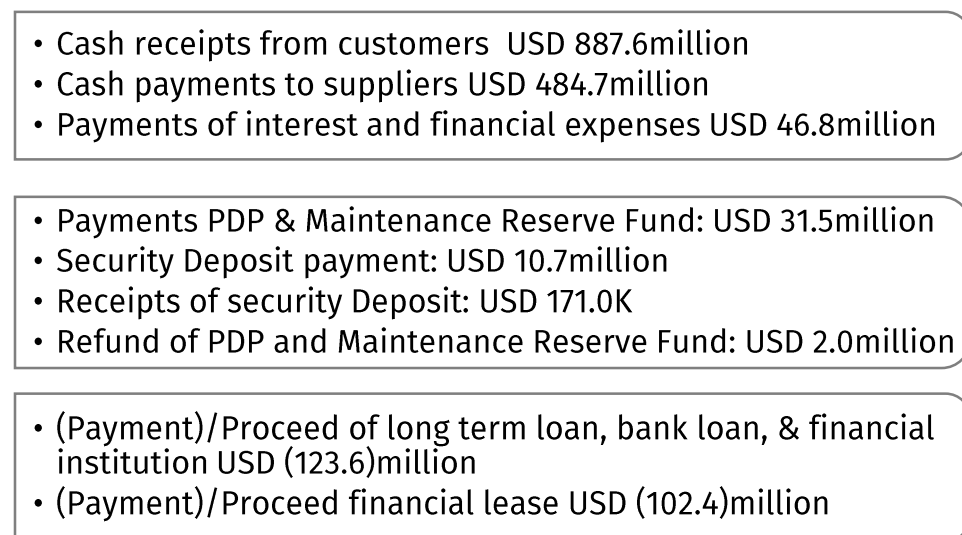 • Cash receipts from customers USD 887.6million
• Cash payments to suppliers USD 484.7million
• Payments of interest and financial expenses USD 46.8million
• Payments PDP & Maintenance Reserve Fund: USD 31.5million
• Security Deposit payment: USD 10.7million
• Receipts of security Deposit: USD 171.0K
• Refund of PDP and Maintenance Reserve Fund: USD 2.0million
• (Payment)/Proceed of long term loan, bank loan, & financial
institution USD (123.6)million
• (Payment)/Proceed financial lease USD (102.4)million